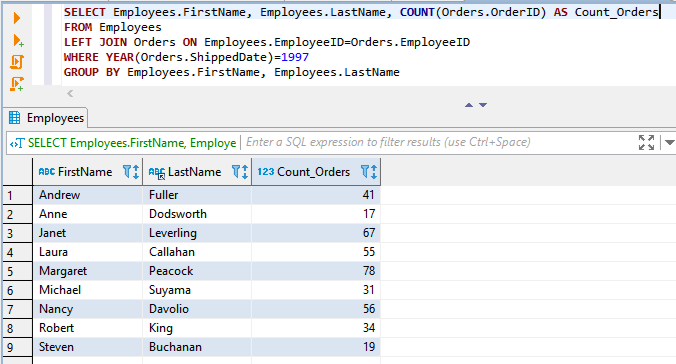 SELECT Employees.FirstName, Employees.LastName, COUNT(Orders.OrderID) AS Count_Orders
FROM Employees
LEFT JOIN Orders ON Employees.EmployeeID=Orders.EmployeeID
WHERE YEAR(Orders.ShippedDate)=1997
GROUP BY Employees.FirstName, Employees.LastName
Employees
SELECT Employees.FirstName, Employe Enter a SQL expression to filter results (use Ctrl+Space)
ABC FirstName ABC LastName 123 Count_Orders
1 Andrew Fuller 41
2 Anne Dodsworth 17
3 Janet Leverling 67
4 Laura Callahan 55
5 Margaret Peacock 78
6 Michael Suyama 31
7 Nancy Davolio 56
8 Robert King 34
9 Steven Buchanan 19